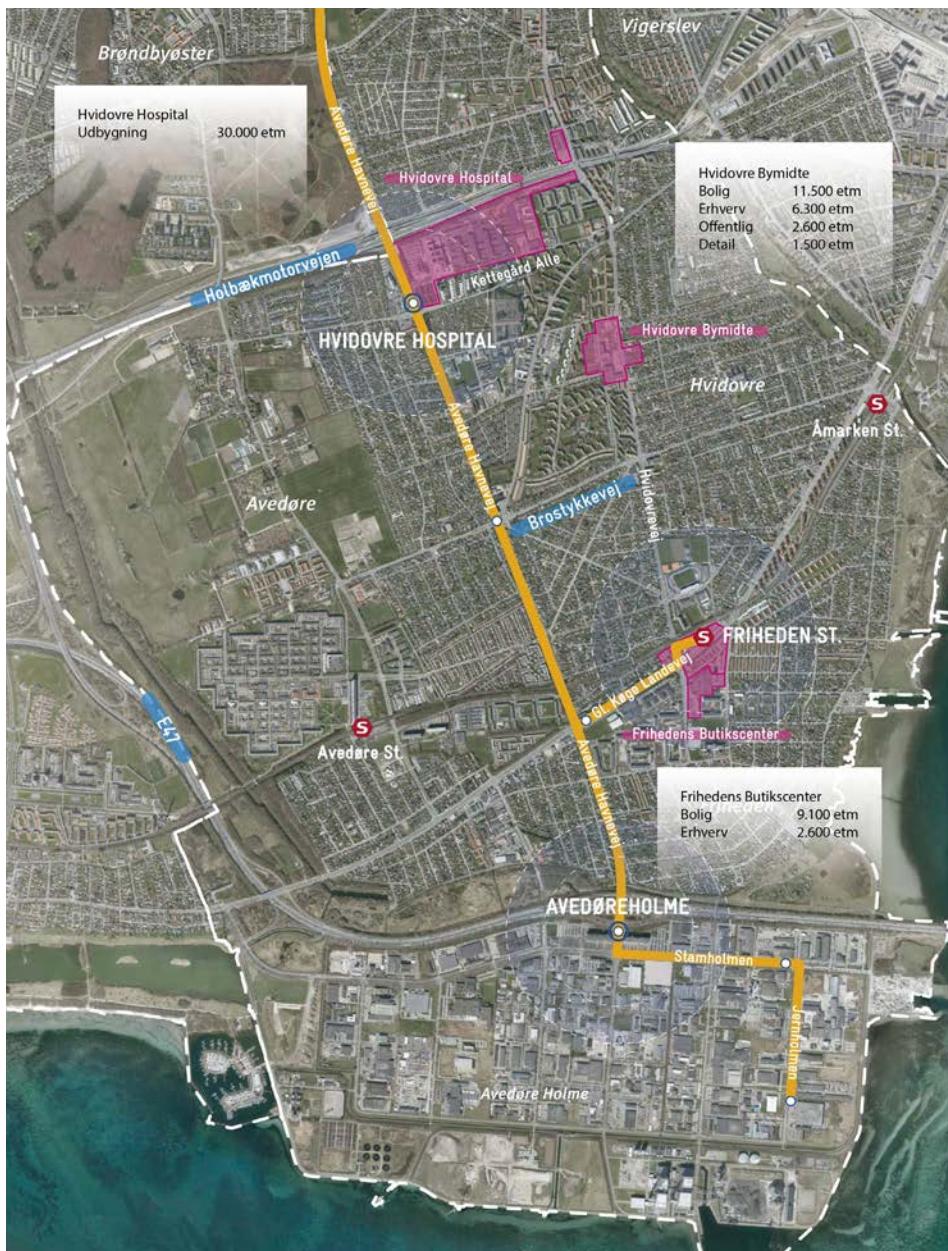 Brøndbyøster
Vigerslev
Hvidovre Hospital
Udbygning 30.000 etm
Avedøre Havnevej
Hvidovre Hospital
Hvidovre Bymidte
Bolig 11.500 etm
Erhverv 6.300 etm
Offentlig 2.600 etm
Detail 1.500 etm
Holbækmotorvejen
Kettegård Alle
HVIDOVRE HOSPITAL
Hvidovre Bymidte
Hvidovre
S
Åmarken St.
Avedøre Havnevej
Avedøre
Brostykkevej
Hvidovrevej
S
FRIHEDEN ST.
Gl. Køge Landevej
E47
S
Avedøre St.
Frihedens Butikscenter
Avedøre Havnevej
Frihedens Butikscenter
Bolig 9.100 etm
Erhverv 2.600 etm
AVEDØREHOLME
Stamholmen
Jernholmen
Avedøre Holme